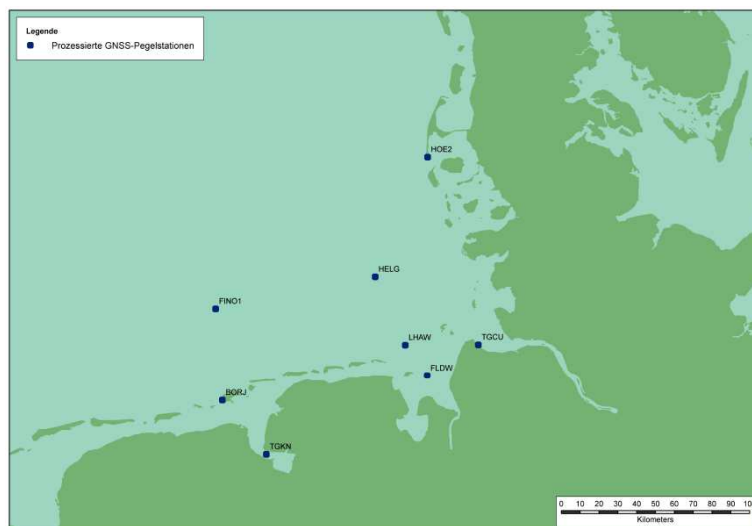 Legende
Prozessierte GNSS-Pegelstationen
HOE2
HELG
FINO1
LHAW
TGCU
FLDW
BORJ
TGKN
0 10 20 30 40 50 60 70 80 90 100
Kilometers